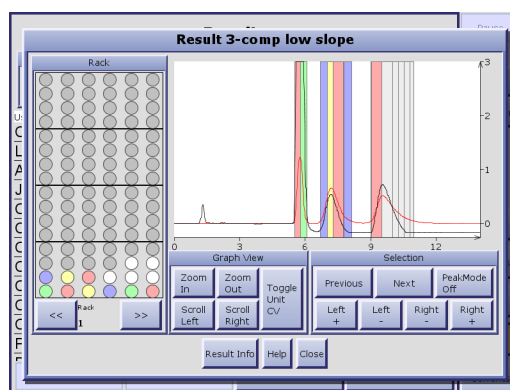 Result 3-comp low slope
Rack
3
2
1
0
0
3
6
9
12
Graph View
Selection
Zoom In
Zoom Out
Toggle Unit CV
Scroll Left
Scroll Right
Previous
Next
PeakMode Off
Left +
Left -
Right -
Right +
<<
Rack
1
>>
Result Info
Help
Close